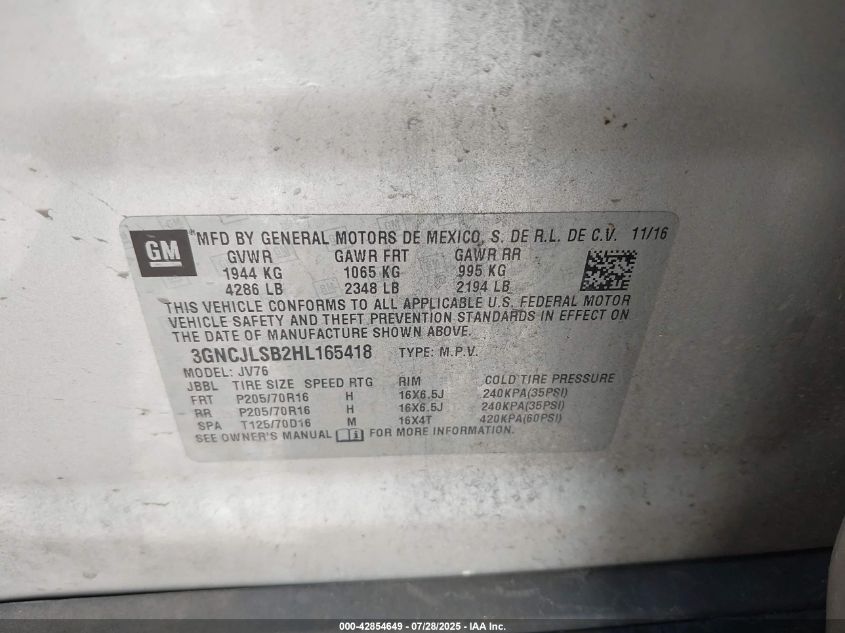 GM
*MFD BY GENERAL MOTORS DE MEXICO, S. DE R.L. DE C.V. 11/16
GVWR GAWR FRT GAWR RR
1944 KG 1065 KG 995 KG
4286 LB 2348 LB 2194 LB
THIS VEHICLE CONFORMS TO ALL APPLICABLE U.S. FEDERAL MOTOR
VEHICLE SAFETY AND THEFT PREVENTION STANDARDS IN EFFECT ON
THE DATE OF MANUFACTURE SHOWN ABOVE.
3GNCJLSB2HL165418 TYPE: M.P.V.
MODEL: JV76
JBBL TIRE SIZE SPEED RTG RIM COLD TIRE PRESSURE
FRT P205/70R16 H 16X6.5J 240KPA(35PSI)
RR P205/70R16 H 16X6.5J 240KPA(35PSI)
SPA T125/70D16 M 16X4T 420KPA(60PSI)
SEE OWNER'S MANUAL FOR MORE INFORMATION.
000-42854649 - 07/28/2025 - IAA Inc.